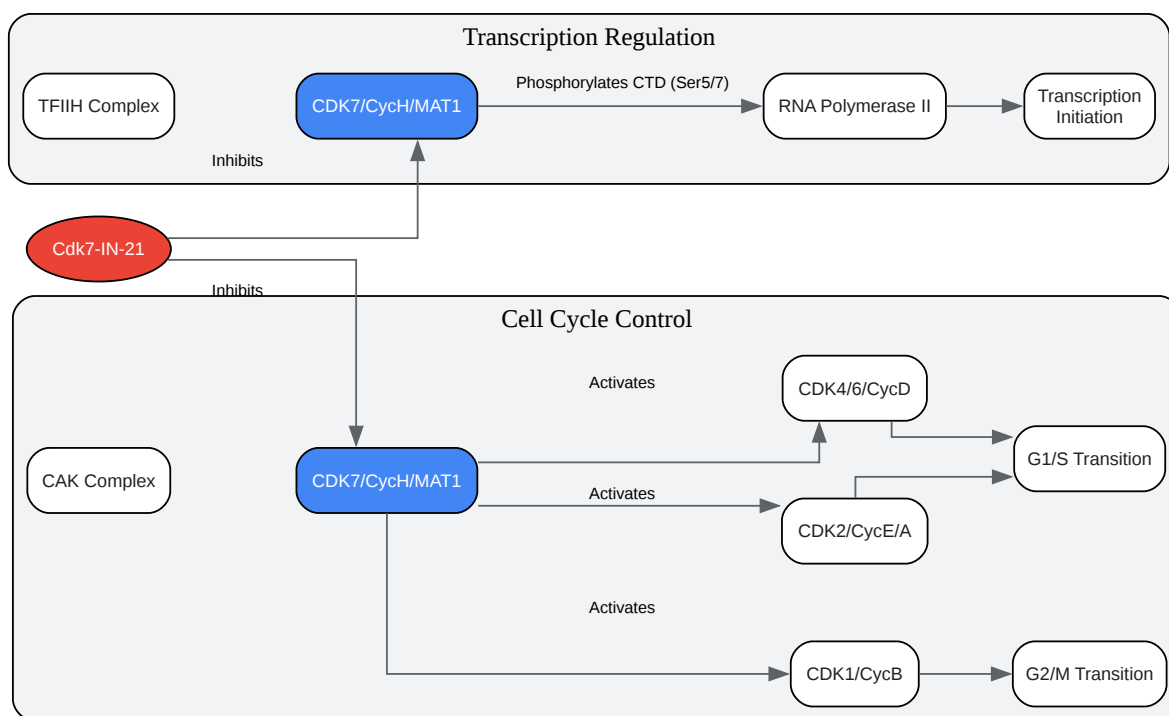 Transcription Regulation
TFIIH Complex
CDK7/CycH/MAT1
Phosphorylates CTD (Ser5/7)
RNA Polymerase II
Transcription
Initiation
Inhibits
Cdk7-IN-21
Inhibits
Cell Cycle Control
Activates
CDK4/6/CycD
CAK Complex
CDK7/CycH/MAT1
Activates
CDK2/CycE/A
G1/S Transition
Activates
CDK1/CycB
G2/M Transition